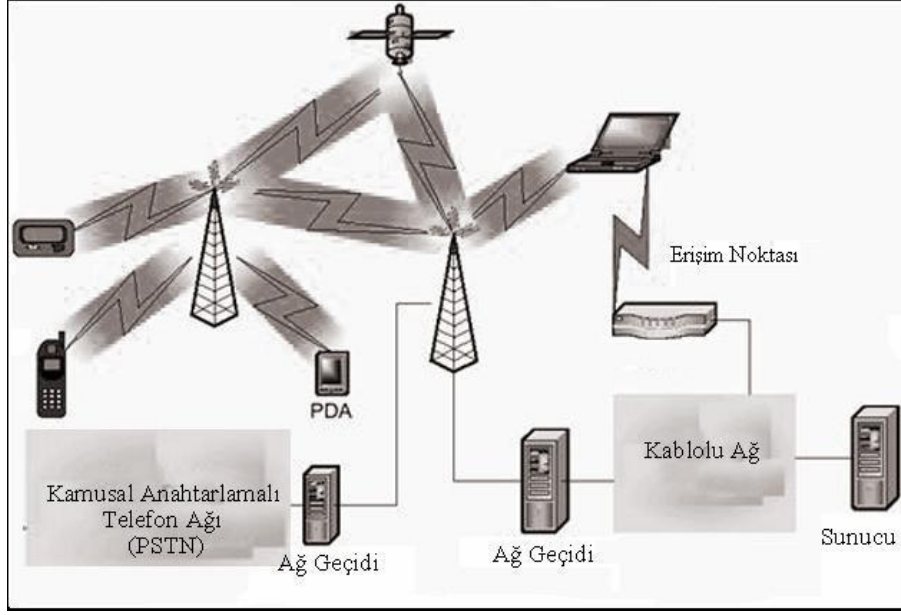 Erişim Noktası
PDA
Kablolu Ağ
Kamusal Anahtarlamalı
Telefon Ağı
(PSTN)
Ağ Geçidi
Ağ Geçidi
Sunucu